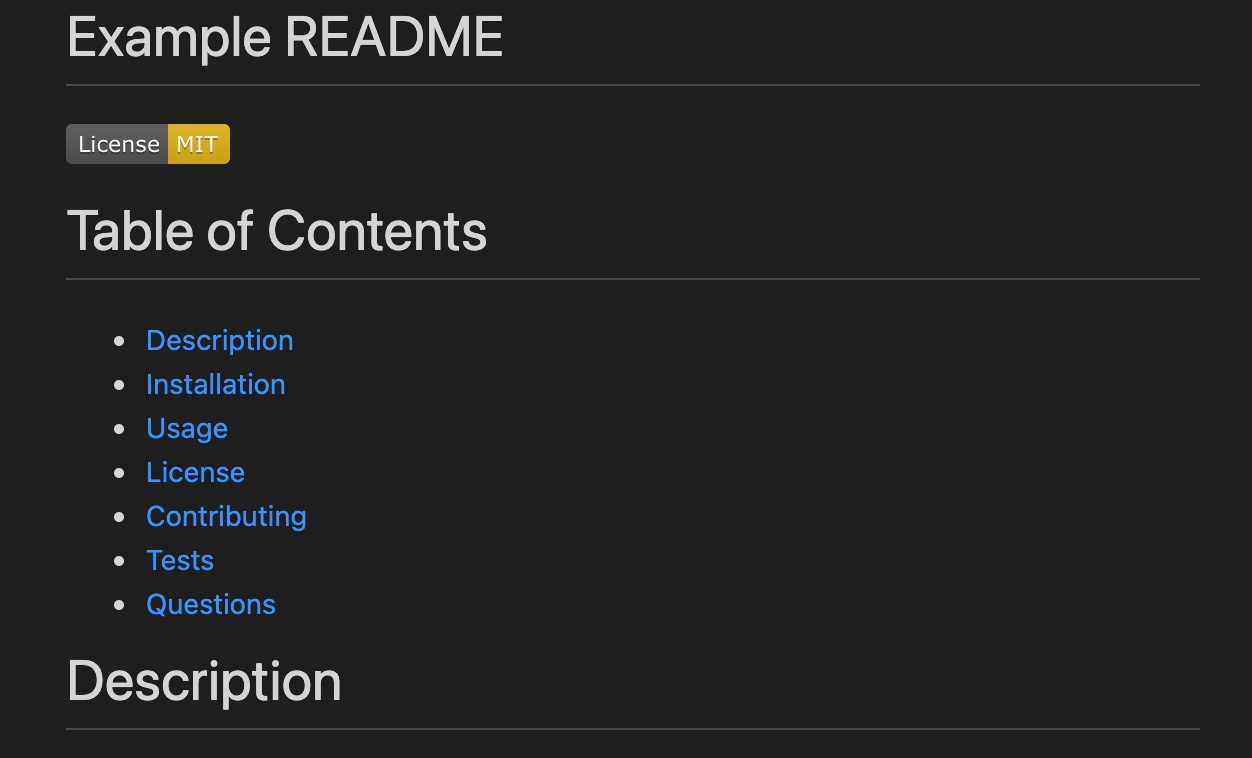 Example README
License MIT
Table of Contents
Description
Installation
Usage
License
Contributing
Tests
Questions
Description